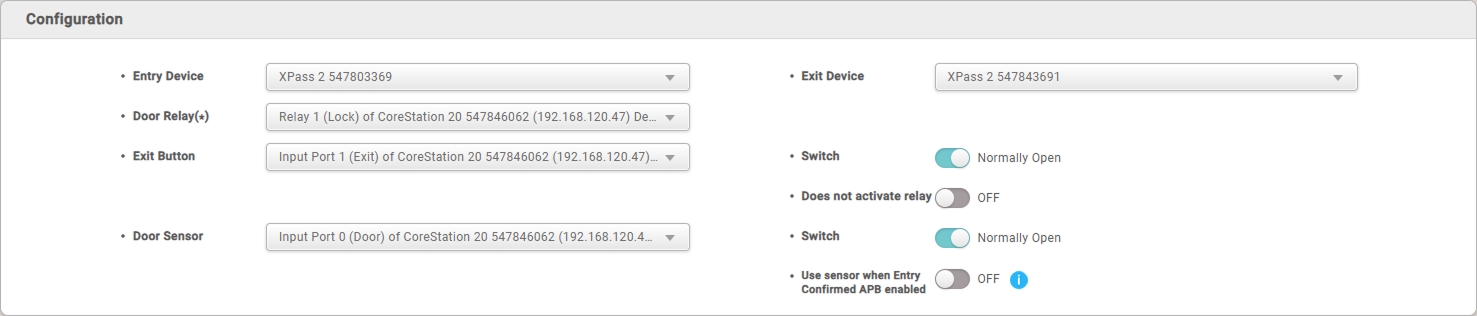 Configuration
Entry Device XPass 2 547803369 Exit Device XPass 2 547843691
Door Relay(*) Relay 1 (Lock) of CoreStation 20 547846062 (192.168.120.47) De...
Exit Button Input Port 1 (Exit) of CoreStation 20 547846062 (192.168.120.47)... Switch Normally Open
Does not activate relay OFF
Door Sensor Input Port 0 (Door) of CoreStation 20 547846062 (192.168.120.4... Switch Normally Open
Use sensor when Entry
Confirmed APB enabled OFF i